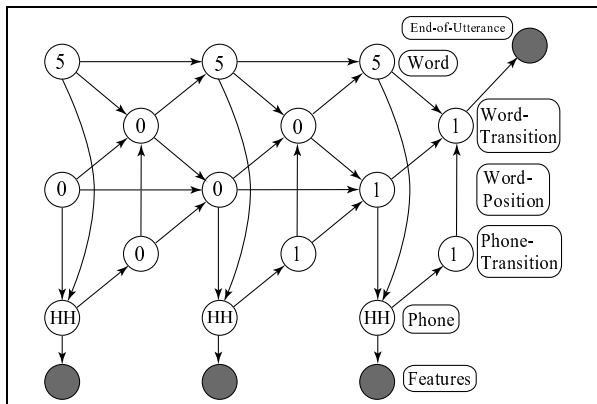 End-of-Utterance
5 5 5 Word
0 0 1 Word-
Transition
0 0 1 Word-
Position
0 1 1 Phone-
Transition
HH HH HH Phone
Features